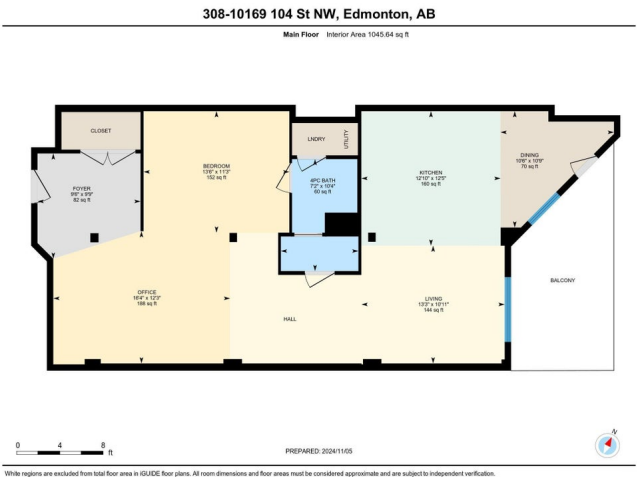 308-10169 104 St NW, Edmonton, AB
Main Floor Interior Area 1045.64 sq ft
CLOSET
LNDRY
UTILITY
FOYER
9'6" x 9'9"
82 sq ft
BEDROOM
13'6" x 11'3"
152 sq ft
4PC BATH
7'2" x 10'4"
60 sq ft
KITCHEN
12'10" x 12'5"
160 sq ft
DINING
10'6" x 10'9"
70 sq ft
OFFICE
16'4" x 12'3"
188 sq ft
HALL
LIVING
13'3" x 10'11"
144 sq ft
BALCONY
0 4 8 ft
PREPARED: 2024/11/05
N
White regions are excluded from total floor area in iGUIDE floor plans. All room dimensions and floor areas must be considered approximate and are subject to independent verification.